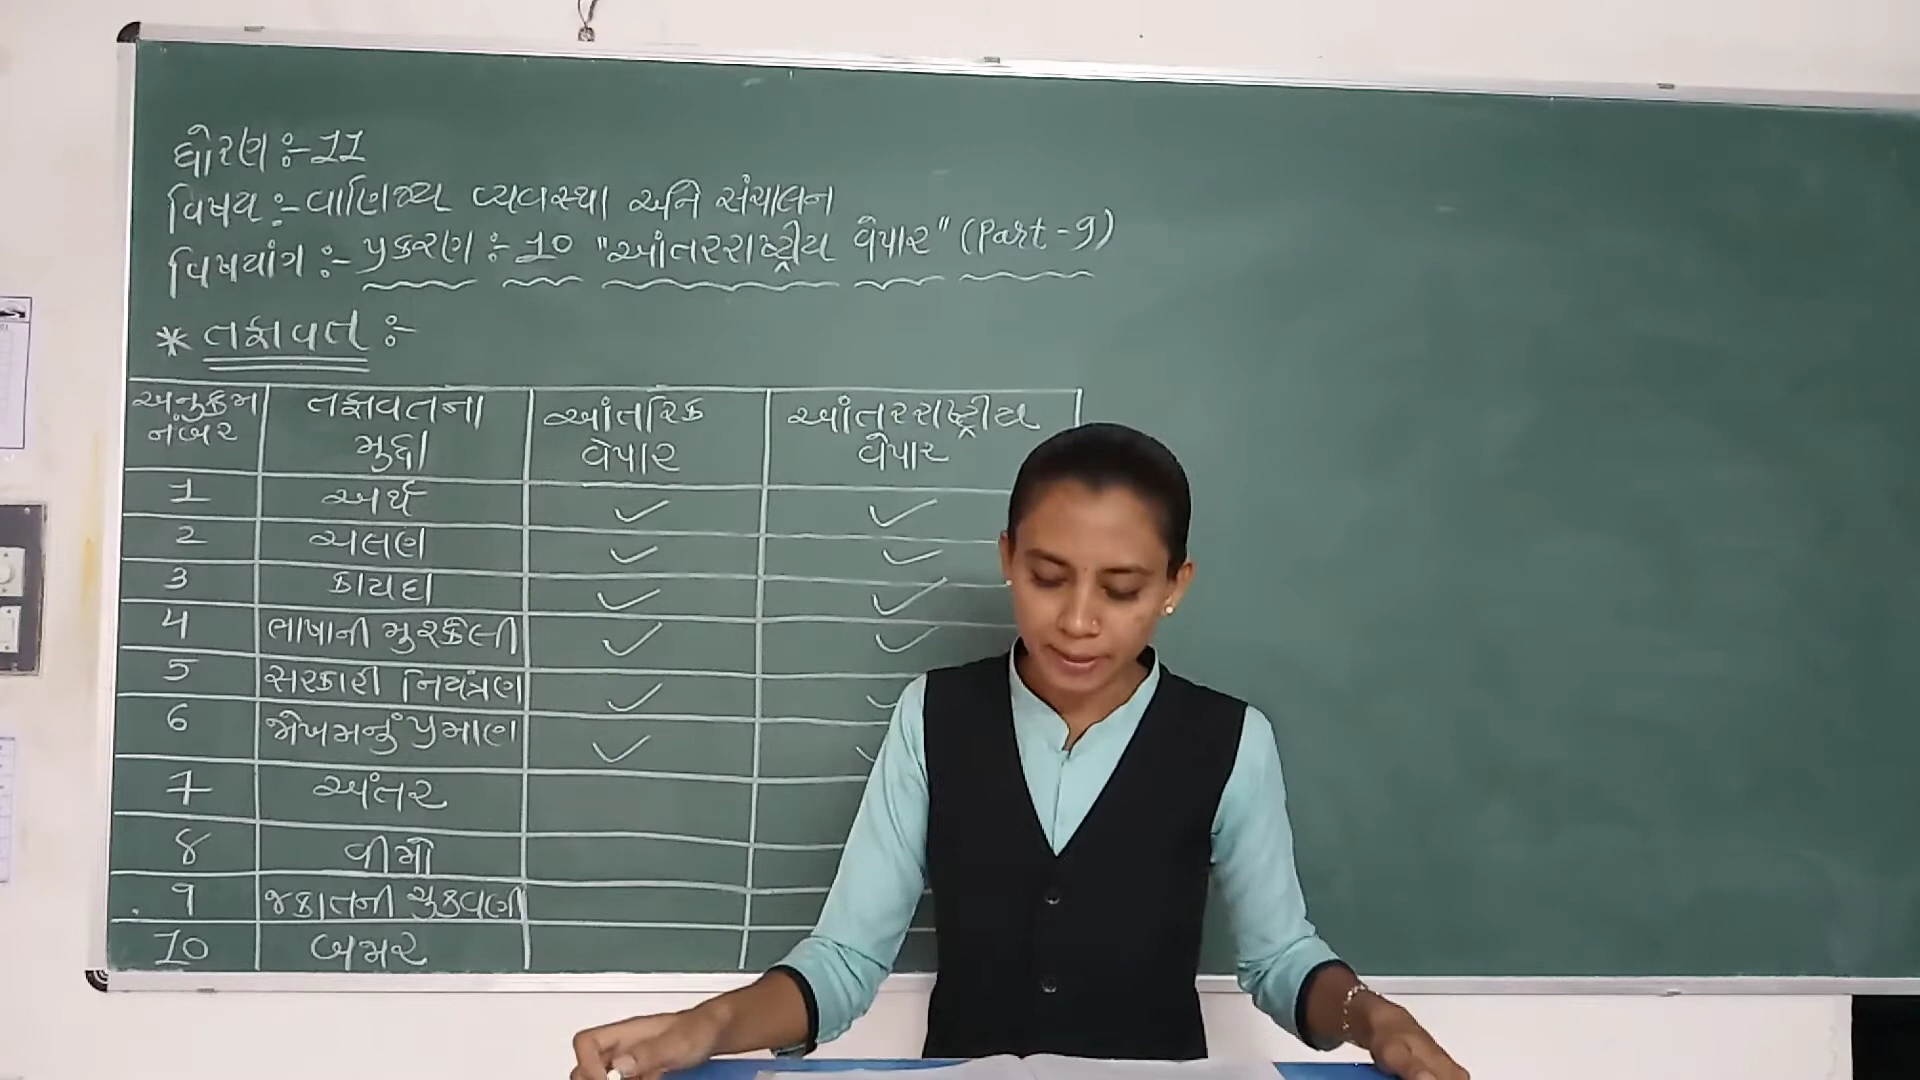 ધોરણ :- 11
વિષય :- વાણિજ્ય વ્યવસ્થા અને સંચાલન
વિષયાંગ :- પ્રકરણ :- 10 "આંતરરાષ્ટ્રીય વેપાર" (Part-9)
* તફાવત :-
અનુક્રમ નંબર | તફાવતના મુદ્દા | આંતરિક વેપાર | આંતરરાષ્ટ્રીય વેપાર
1 | અર્થ | ✓ | ✓
2 | ચલણ | ✓ | ✓
3 | કાયદા | ✓ | ✓
4 | ભાષાની મુશ્કેલી | ✓ | ✓
5 | સરકારી નિયંત્રણ | ✓ | ✓
6 | જોખમનું પ્રમાણ | ✓ | ✓
7 | અંતર
8 | વીમો
9 | જકાતની ચુકવણી
10 | બજાર